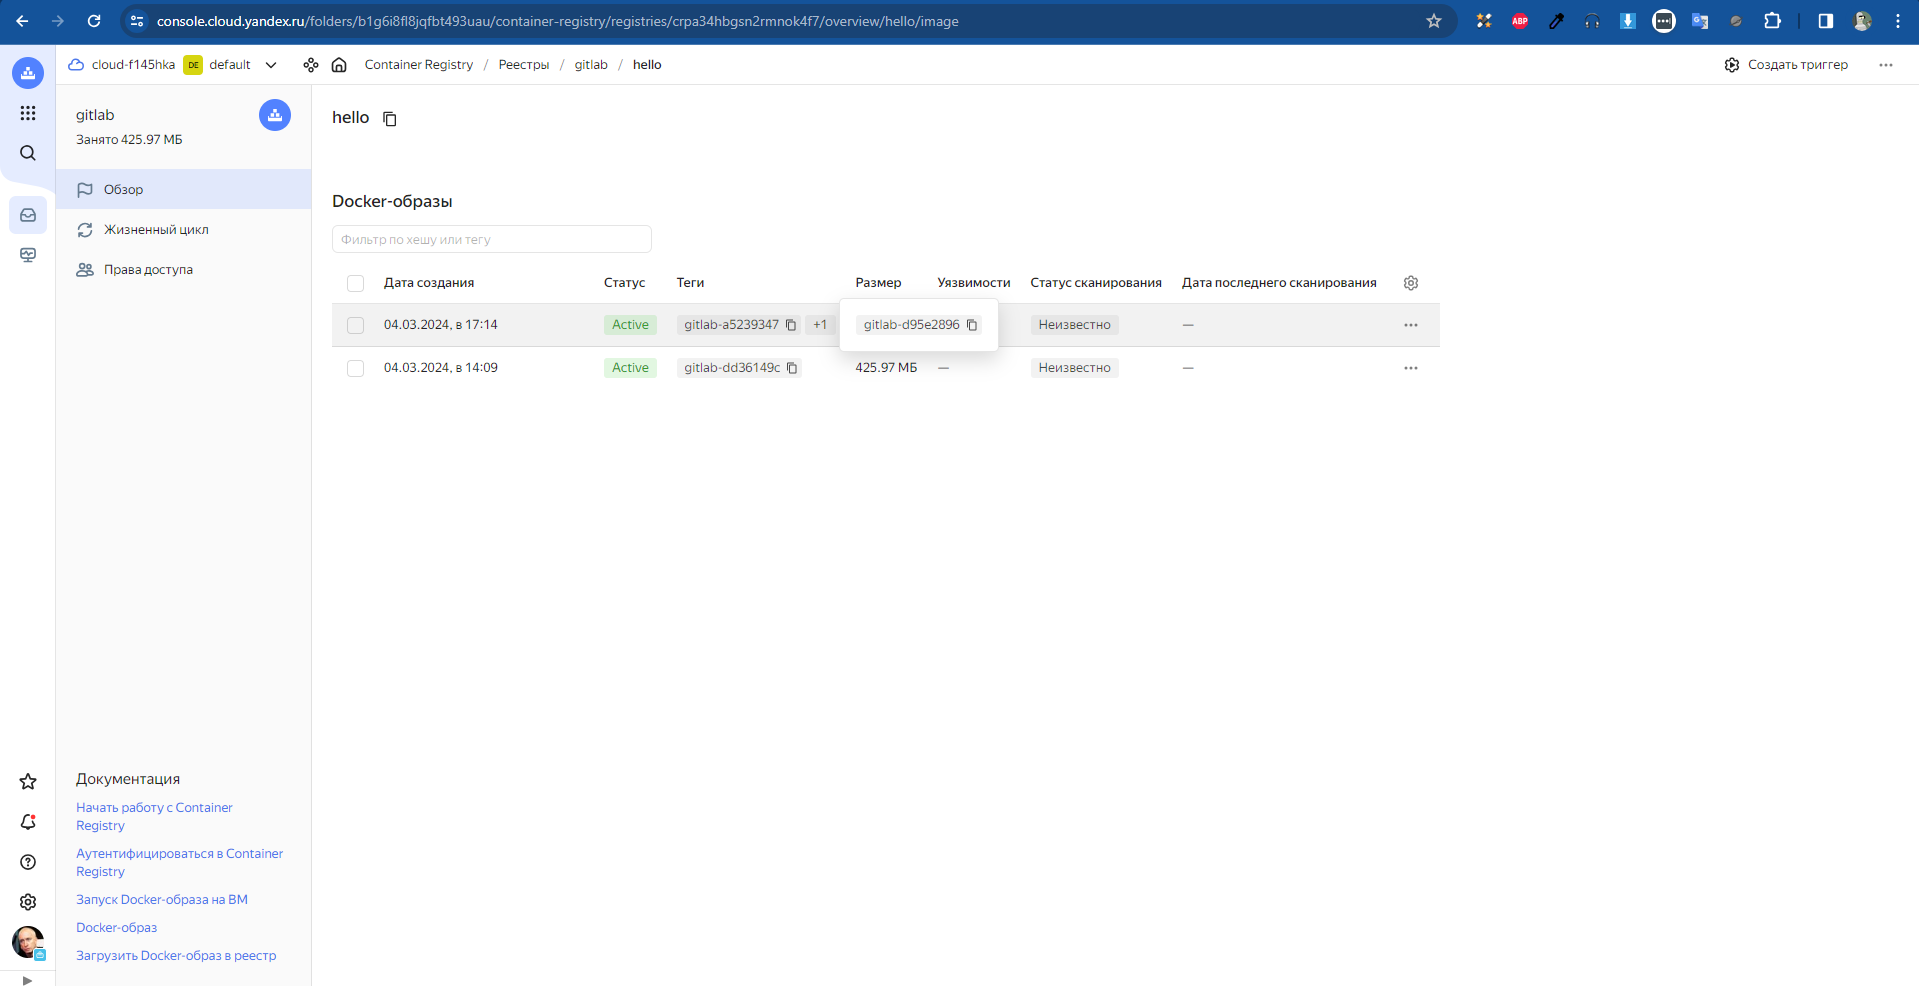 console.cloud.yandex.ru/folders/b1g6i8fl8jqfbt493uau/container-registry/registries/crpa34hbgsn2rmnok4f7/overview/hello/image
ABP
cloud-f145hka DE default Container Registry / Реестры / gitlab / hello Создать триггер
gitlab
Занято 425.97 МБ
Обзор
Жизненный цикл
Права доступа
hello
Docker-образы
Фильтр по хешу или тегу
Дата создания Статус Теги Размер Уязвимости Статус сканирования Дата последнего сканирования
04.03.2024, в 17:14 Active gitlab-a5239347 +1 gitlab-d95e2896 Неизвестно —
04.03.2024, в 14:09 Active gitlab-dd36149c 425.97 МБ — Неизвестно —
Документация
Начать работу с Container
Registry
Аутентифицироваться в Container
Registry
Запуск Docker-образа на ВМ
Docker-образ
Загрузить Docker-образ в реестр